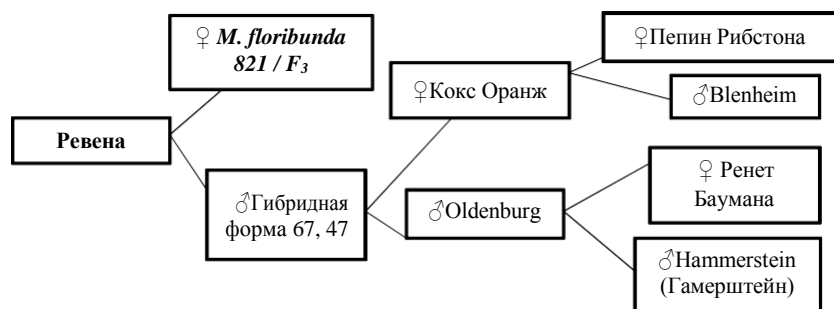 ♀ M. floribunda
821 / F₃
♀Пепин Рибстона
♀Кокс Оранж
♂Blenheim
Ревена
♂Гибридная
форма 67, 47
♂Oldenburg
♀ Ренет
Баумана
♂Hammerstein
(Гамерштейн)